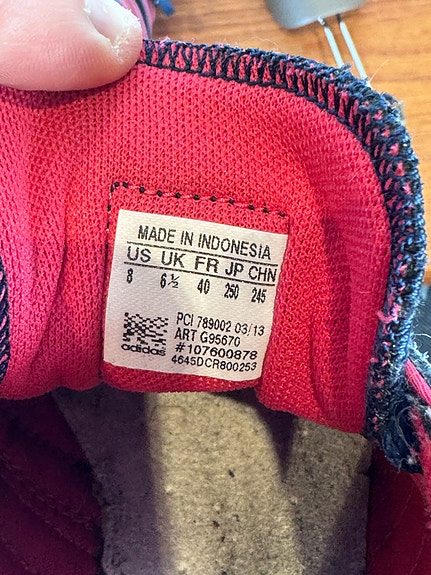 MADE IN INDONESIA
US UK FR JP CHN
8 6½ 40 250 245
PCI 789002 03/13
ART G95670
#107600878
adidas 4645DCR800253